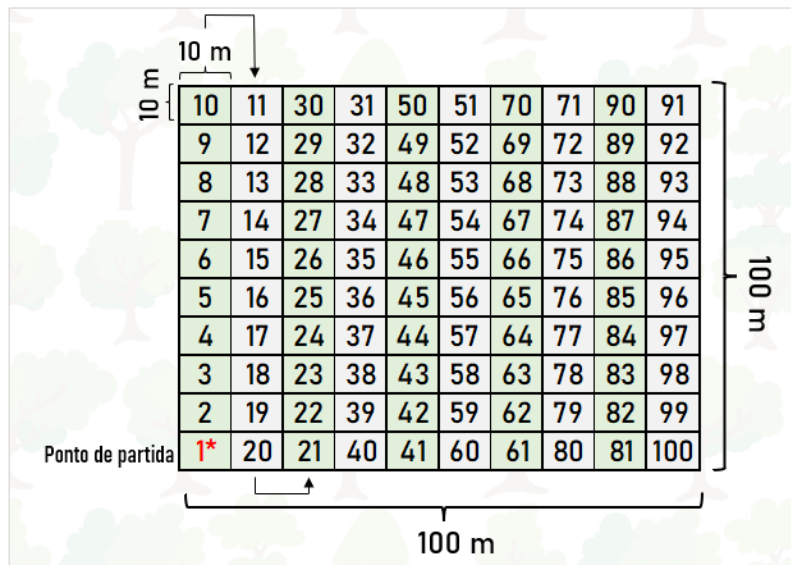 10 m
10 m
10 11 30 31 50 51 70 71 90 91
9 12 29 32 49 52 69 72 89 92
8 13 28 33 48 53 68 73 88 93
7 14 27 34 47 54 67 74 87 94
6 15 26 35 46 55 66 75 86 95
5 16 25 36 45 56 65 76 85 96
4 17 24 37 44 57 64 77 84 97
3 18 23 38 43 58 63 78 83 98
2 19 22 39 42 59 62 79 82 99
Ponto de partida 1* 20 21 40 41 60 61 80 81 100
100 m
100 m